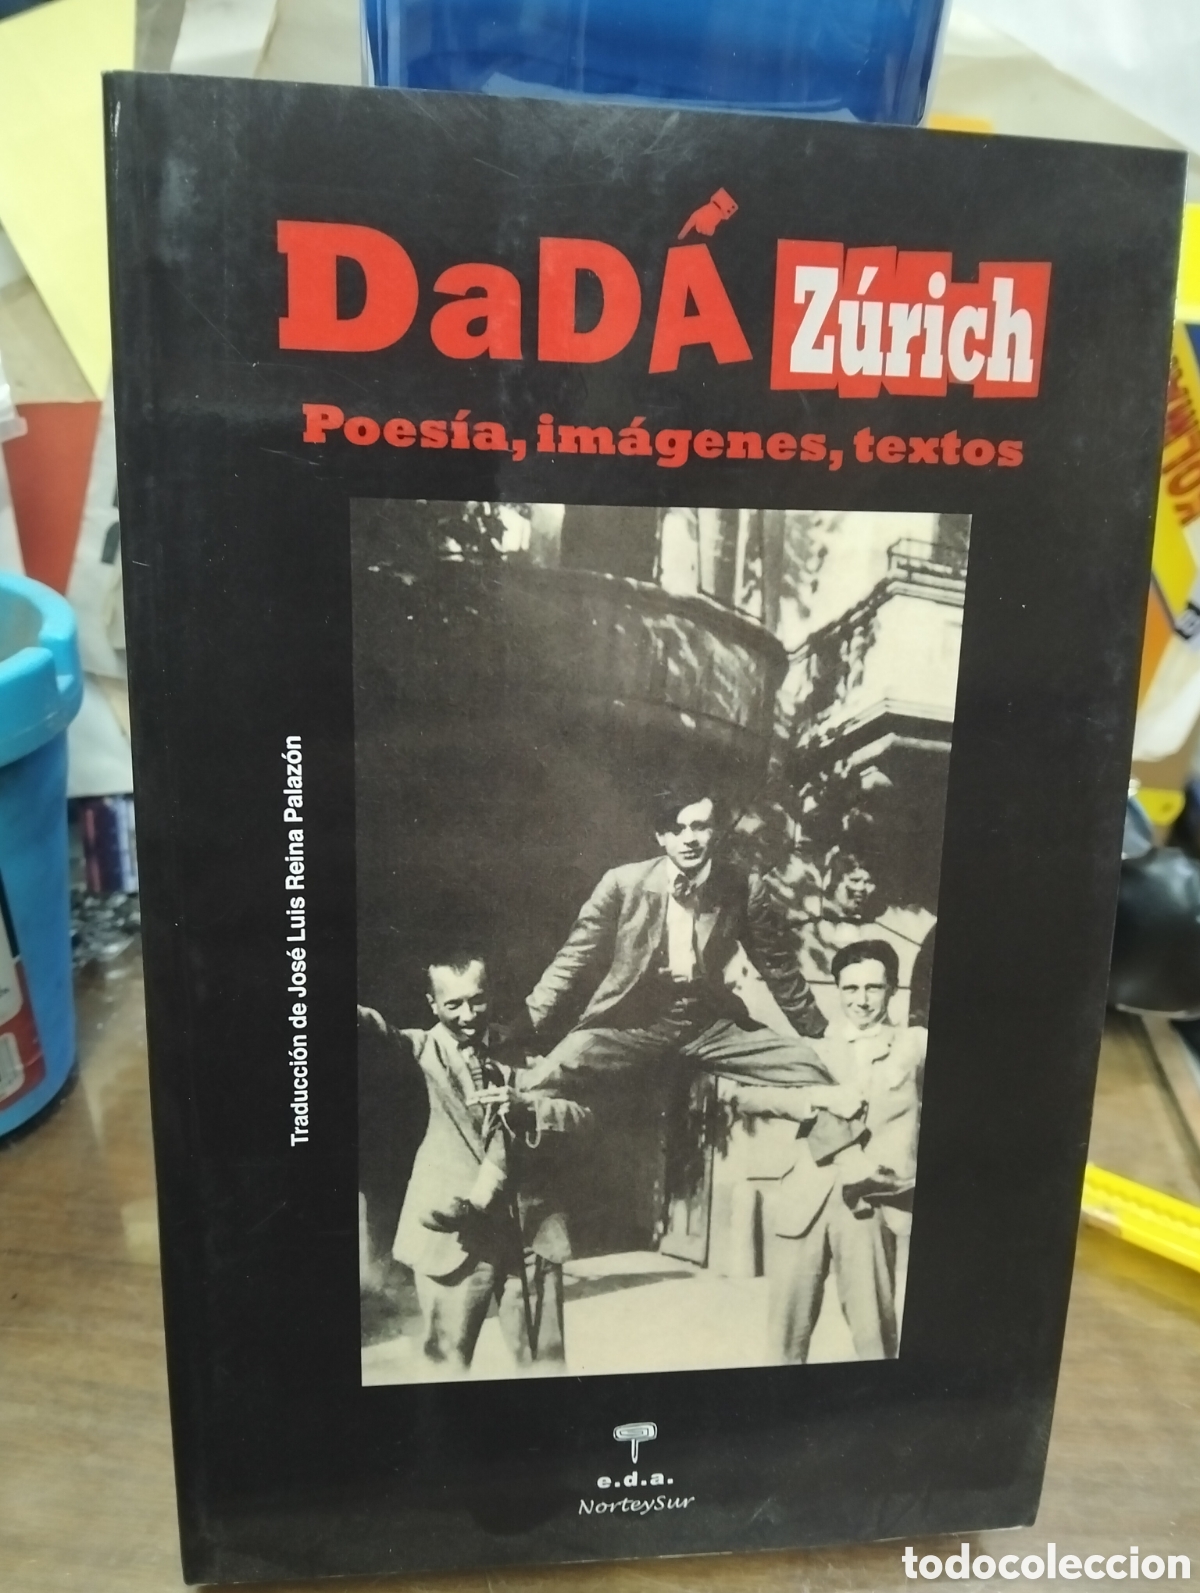 DaDÁ Zúrich
Poesía, imágenes, textos
Traducción de José Luis Reina Palazón
e.d.a.
NorteySur
todocoleccion